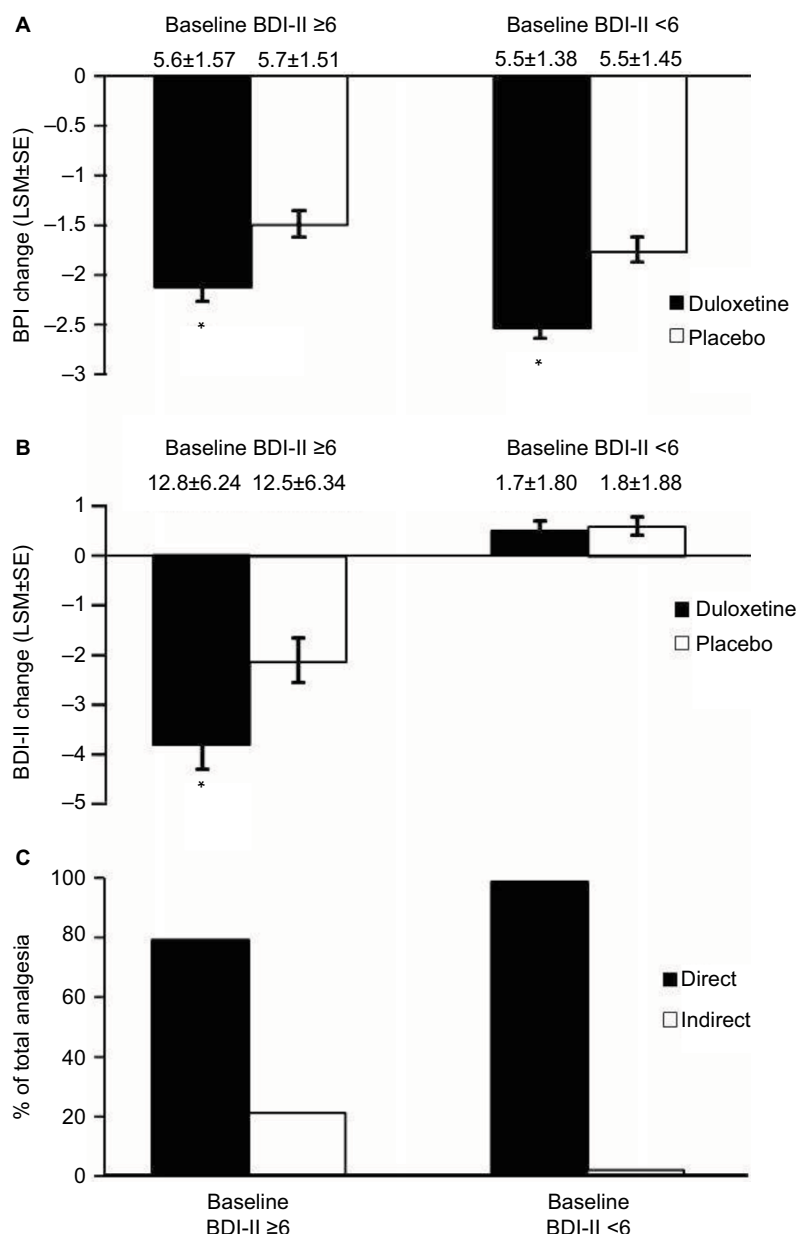 A
Baseline BDI-II ≥6
Baseline BDI-II <6
5.6±1.57
5.7±1.51
5.5±1.38
5.5±1.45
BPI change (LSM±SE)
0
–0.5
–1
–1.5
–2
–2.5
–3
*
*
Duloxetine
Placebo
B
Baseline BDI-II ≥6
Baseline BDI-II <6
12.8±6.24
12.5±6.34
1.7±1.80
1.8±1.88
BDI-II change (LSM±SE)
1
0
–1
–2
–3
–4
–5
*
Duloxetine
Placebo
C
% of total analgesia
100
80
60
40
20
0
Direct
Indirect
Baseline
BDI-II ≥6
Baseline
BDI-II <6